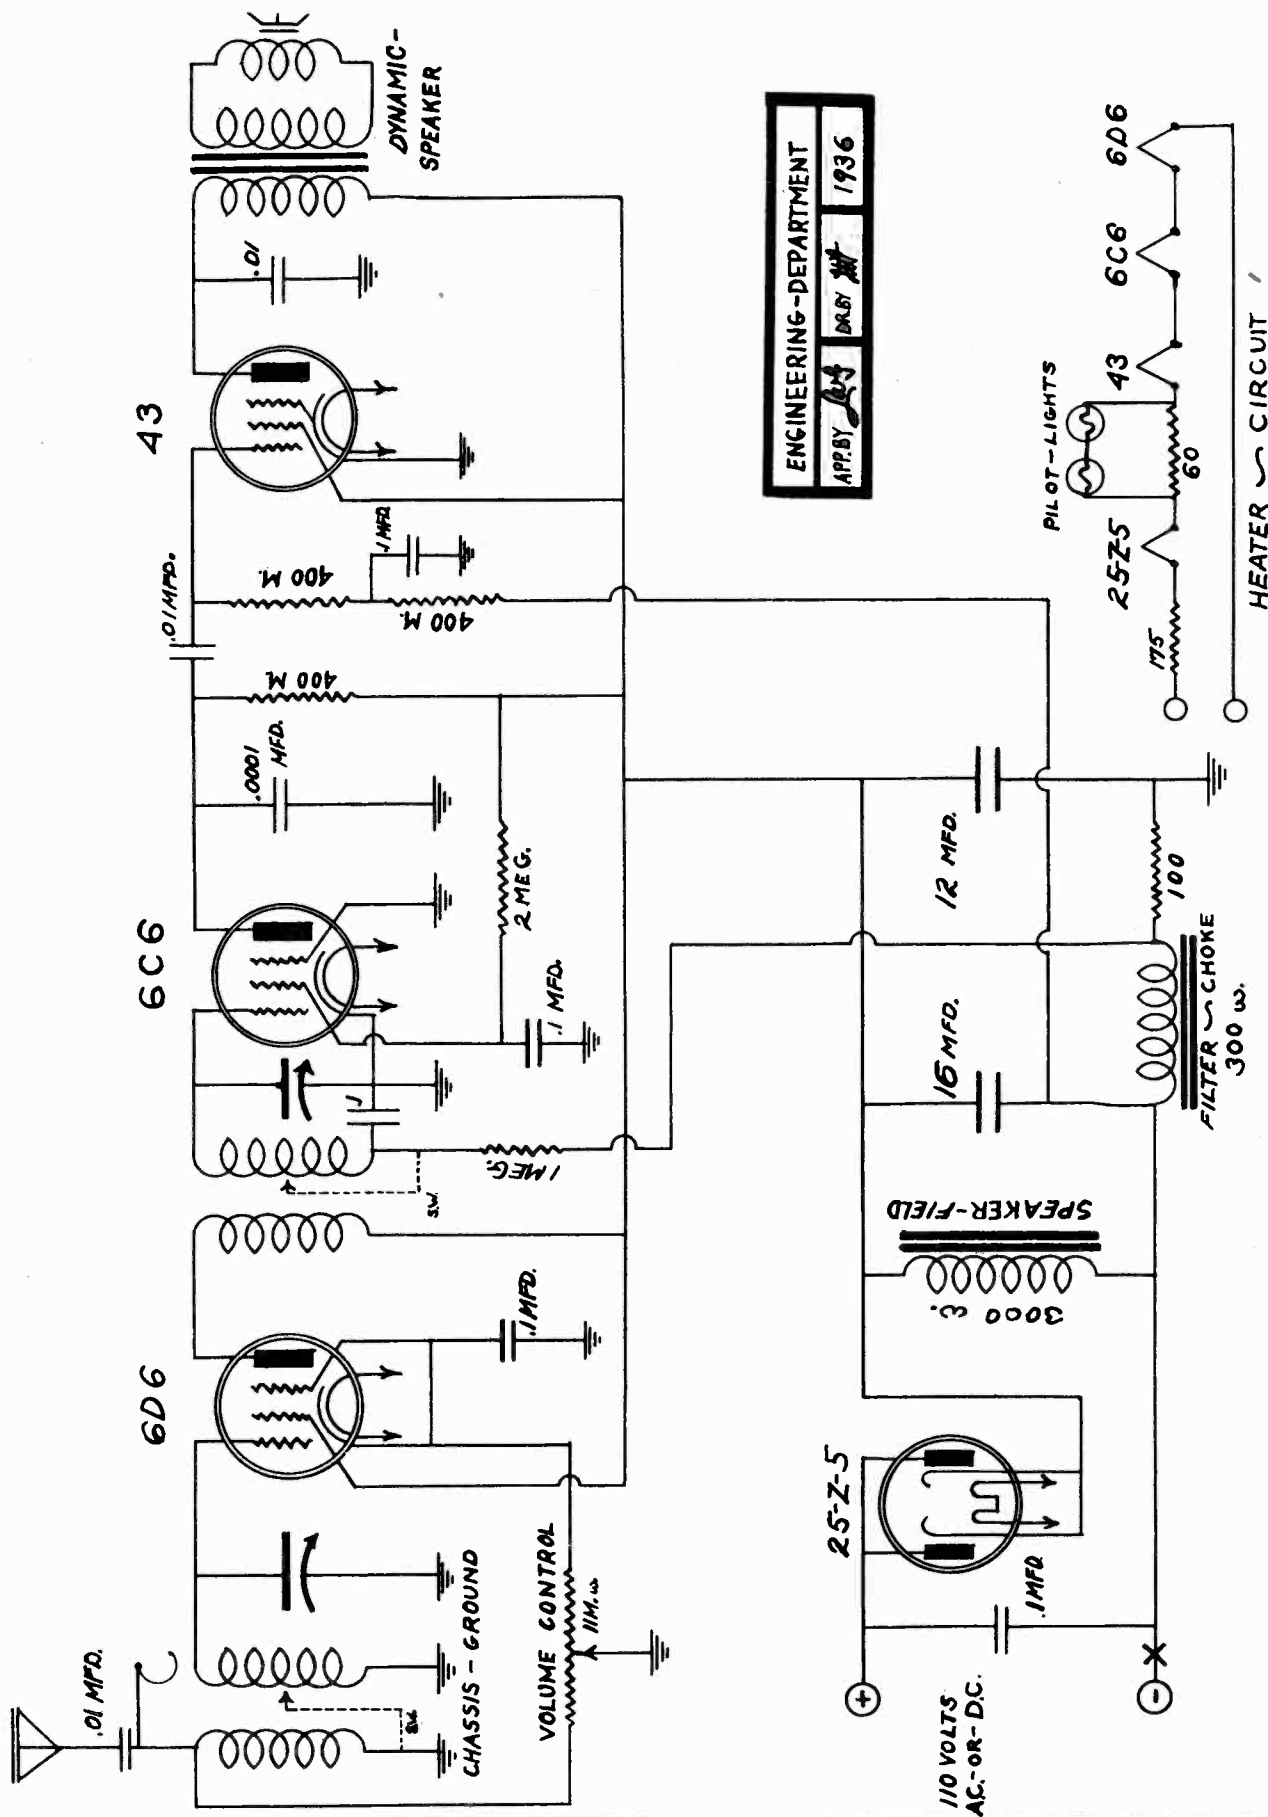 .01 MFD.
S.W.
CHASSIS - GROUND
VOLUME CONTROL
11M. ω
6D6
.1 MFD.
S.W.
1 MEG.
.1
6C6
.1 MFD.
2 MEG.
.0001
MFD.
400 M.
.01 MFD.
400 M.
400 M.
.1 MFD.
43
.01
DYNAMIC-
SPEAKER
110 VOLTS
A.C.-OR-D.C.
+
-
.1 MFD.
25-Z-5
3000 ω.
SPEAKER-FIELD
16 MFD.
12 MFD.
FILTER ~ CHOKE
300 ω.
100
ENGINEERING-DEPARTMENT
APP. BY
DR. BY
1936
175
25-Z-5
PILOT-LIGHTS
60
43
6C6
6D6
HEATER ~ CIRCUIT